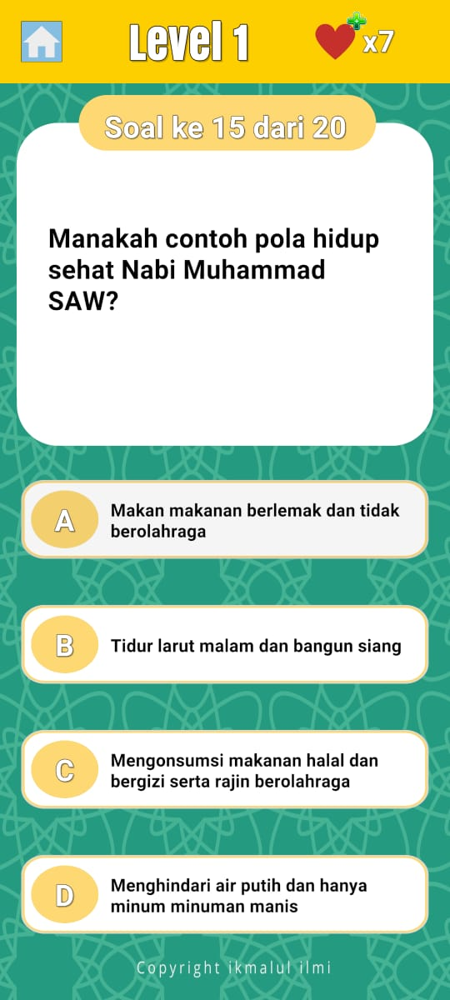 Level 1
x7
Soal ke 15 dari 20
Manakah contoh pola hidup
sehat Nabi Muhammad
SAW?
A
Makan makanan berlemak dan tidak
berolahraga
B
Tidur larut malam dan bangun siang
C
Mengonsumsi makanan halal dan
bergizi serta rajin berolahraga
D
Menghindari air putih dan hanya
minum minuman manis
Copyright ikmalul ilmi